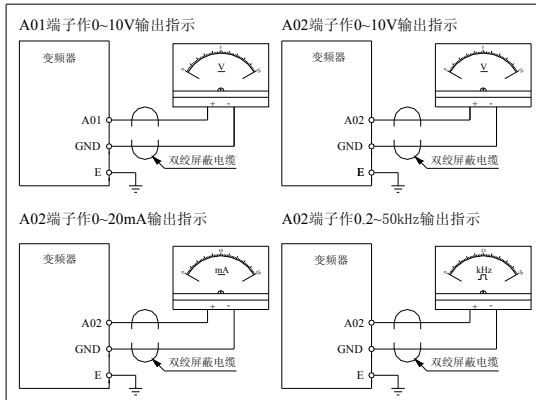 A01端子作0~10V输出指示
变频器
V
+ -
A01
GND
双绞屏蔽电缆
E
A02端子作0~10V输出指示
变频器
V
+ -
A02
GND
双绞屏蔽电缆
E
A02端子作0~20mA输出指示
变频器
10
mA
+ -
A02
GND
双绞屏蔽电缆
E
A02端子作0.2~50kHz输出指示
变频器
25
kHz
+ -
A02
GND
双绞屏蔽电缆
E